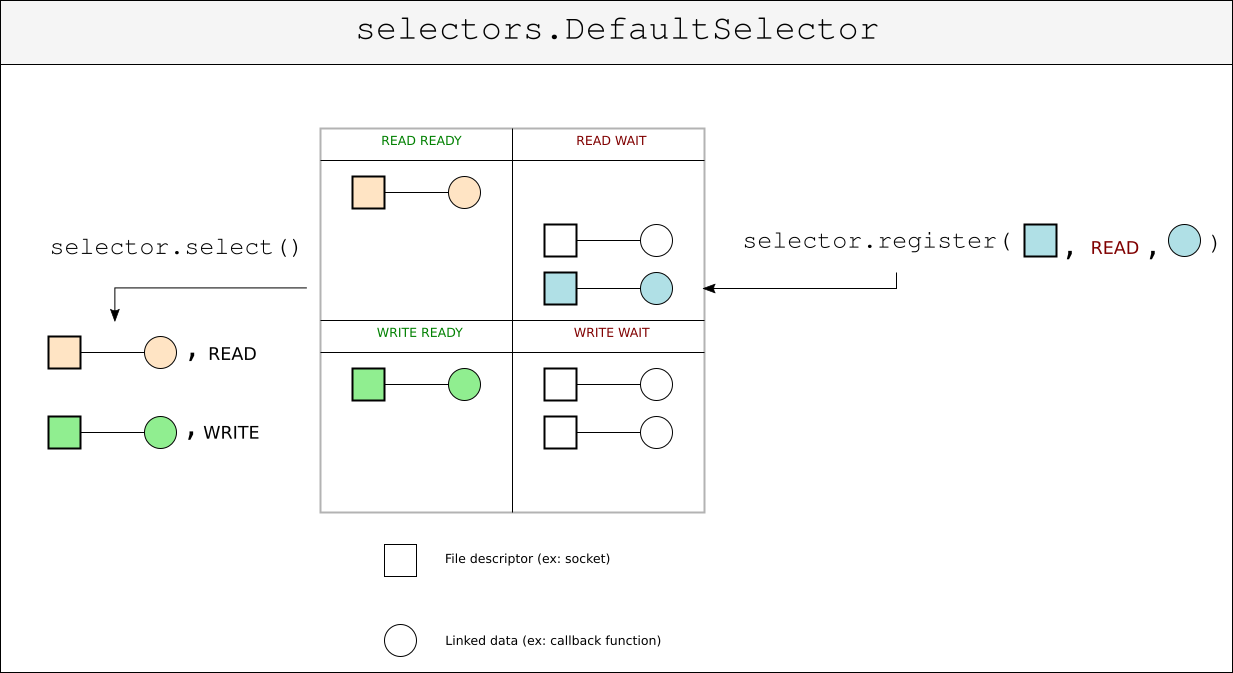 selectors.DefaultSelector
READ READY
READ WAIT
selector.select()
selector.register( , READ , )
WRITE READY
WRITE WAIT
, READ
, WRITE
File descriptor (ex: socket)
Linked data (ex: callback function)